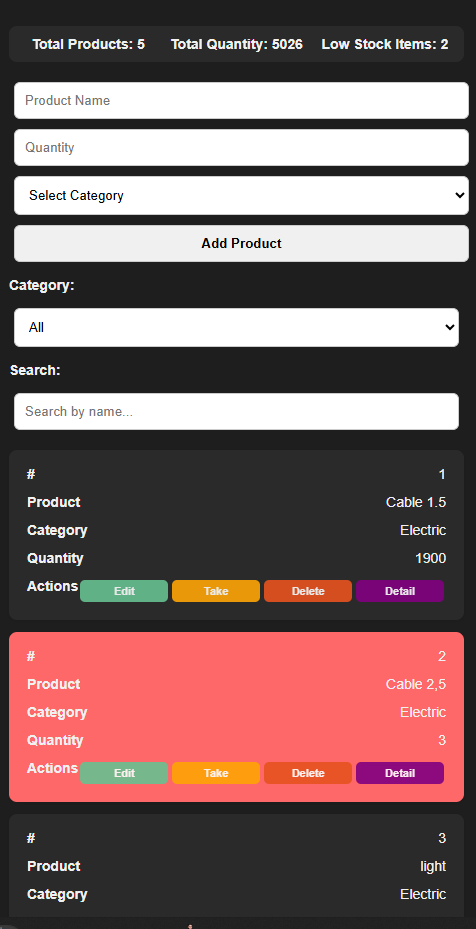 Total Products: 5 Total Quantity: 5026 Low Stock Items: 2
Product Name
Quantity
Select Category
Add Product
Category:
All
Search:
Search by name...
# 1
Product Cable 1.5
Category Electric
Quantity 1900
Actions Edit Take Delete Detail
# 2
Product Cable 2,5
Category Electric
Quantity 3
Actions Edit Take Delete Detail
# 3
Product light
Category Electric